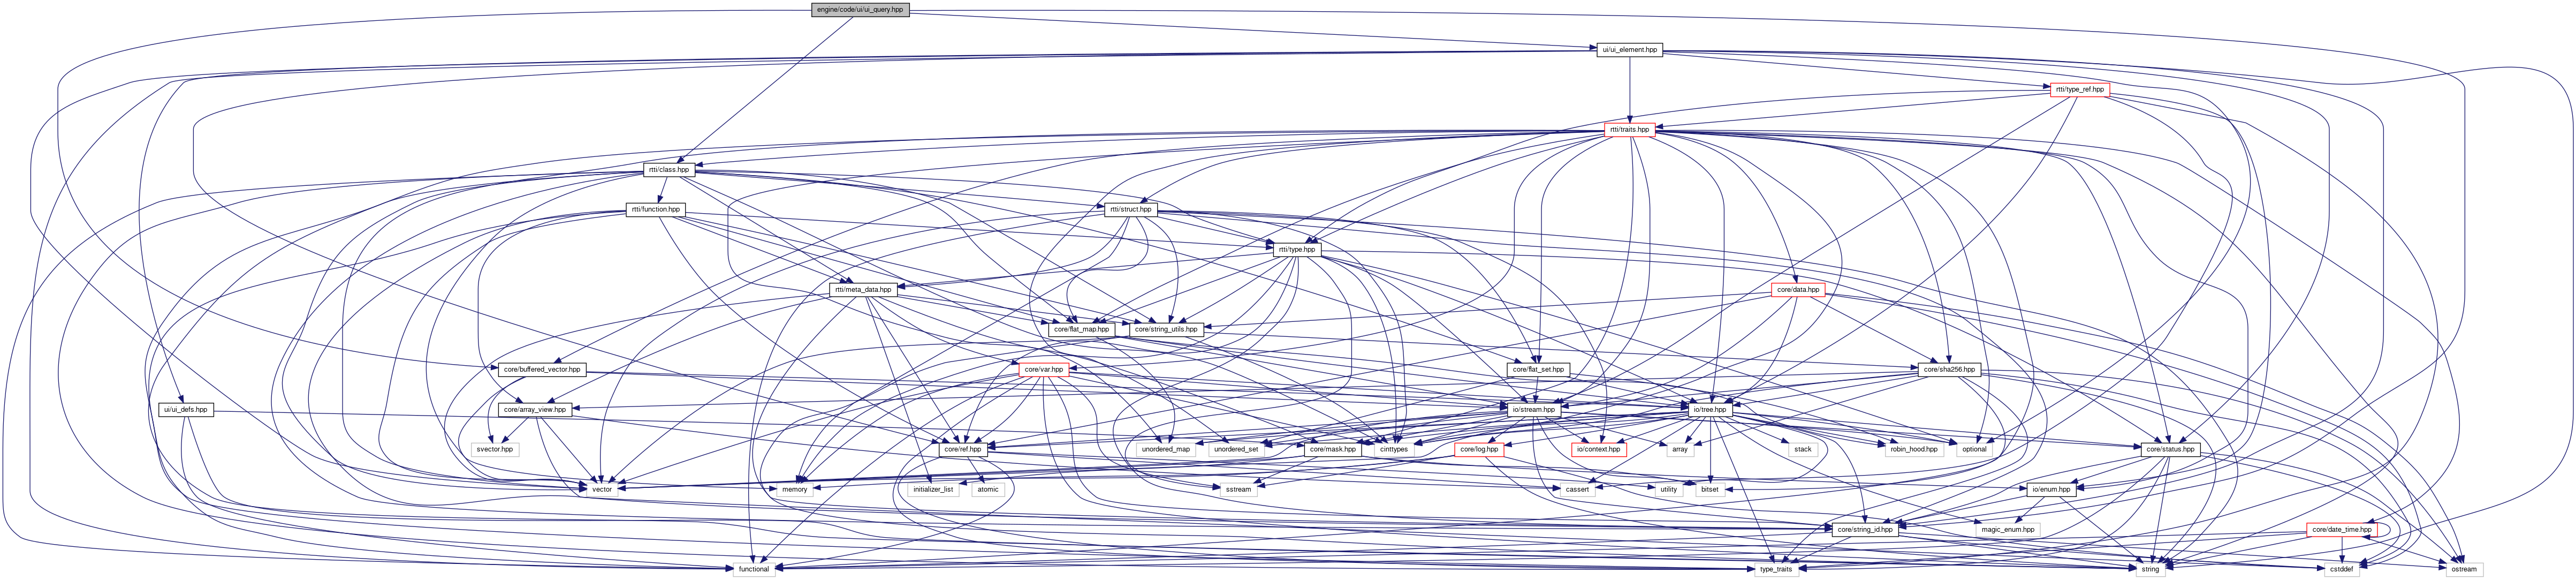 engine/code/ui/ui_query.hpp
ui/ui_element.hpp
rtti/type_ref.hpp
rtti/traits.hpp
rtti/class.hpp
rtti/function.hpp
rtti/struct.hpp
rtti/type.hpp
rtti/meta_data.hpp
core/data.hpp
core/flat_map.hpp
core/string_utils.hpp
core/buffered_vector.hpp
core/var.hpp
core/flat_set.hpp
core/sha256.hpp
ui/ui_defs.hpp
core/array_view.hpp
io/stream.hpp
io/tree.hpp
svector.hpp
core/ref.hpp
unordered_map
unordered_set
core/mask.hpp
cinttypes
core/log.hpp
io/context.hpp
array
stack
robin_hood.hpp
optional
core/status.hpp
vector
memory
initializer_list
atomic
sstream
cassert
utility
bitset
io/enum.hpp
core/string_id.hpp
magic_enum.hpp
core/date_time.hpp
functional
type_traits
string
cstddef
ostream